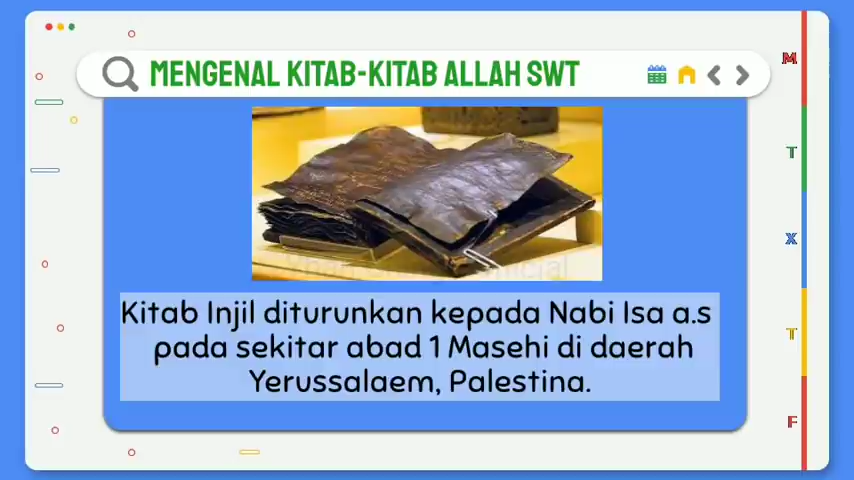 MENGENAL KITAB-KITAB ALLAH SWT
M
T
X
T
F
Kitab Injil diturunkan kepada Nabi Isa a.s
pada sekitar abad 1 Masehi di daerah
Yerussalaem, Palestina.